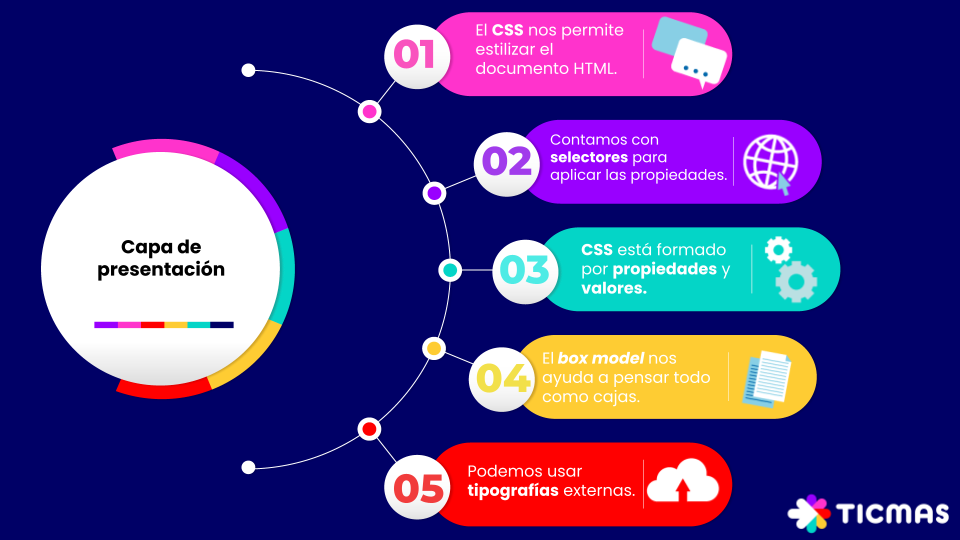 Capa de
presentación
01
El CSS nos permite
estilizar el
documento HTML.
02
Contamos con
selectores para
aplicar las propiedades.
03
CSS está formado
por propiedades y
valores.
04
El box model nos
ayuda a pensar todo
como cajas.
05
Podemos usar
tipografías externas.
TICMAS